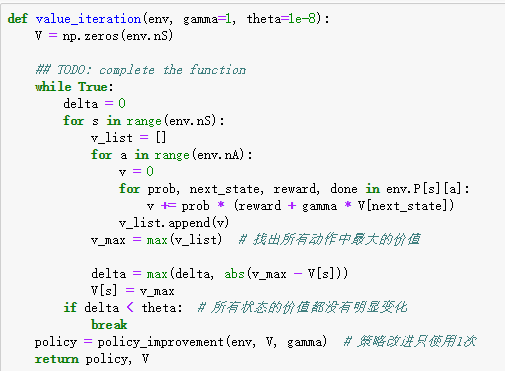 def value_iteration(env, gamma=1, theta=1e-8):
    V = np.zeros(env.nS)
    ## TODO: complete the function
    while True:
        delta = 0
        for s in range(env.nS):
            v_list = []
            for a in range(env.nA):
                v = 0
                for prob, next_state, reward, done in env.P[s][a]:
                    v += prob * (reward + gamma * V[next_state])
                v_list.append(v)
            v_max = max(v_list)  # 找出所有动作中最大的价值
            delta = max(delta, abs(v_max - V[s]))
            V[s] = v_max
        if delta < theta:  # 所有状态的价值都没有明显变化
            break
    policy = policy_improvement(env, V, gamma)  # 策略改进只使用1次
    return policy, V